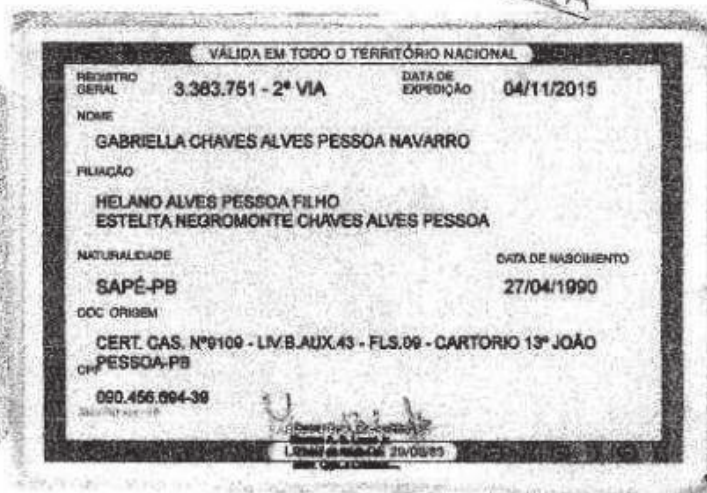 VÁLIDA EM TODO O TERRITÓRIO NACIONAL
REGISTRO GERAL 3.383.751 - 2ª VIA DATA DE EXPEDIÇÃO 04/11/2015
NOME
GABRIELLA CHAVES ALVES PESSOA NAVARRO
FILIAÇÃO
HELANO ALVES PESSOA FILHO
ESTELITA NEGROMONTE CHAVES ALVES PESSOA
NATURALIDADE DATA DE NASCIMENTO
SAPÉ-PB 27/04/1990
DOC ORIGEM
CERT. CAS. Nº9109 - LIV.B.AUX.43 - FLS.09 - CARTORIO 13º JOÃO
PESSOA-PB
CPF
090.456.694-39
29/08/83